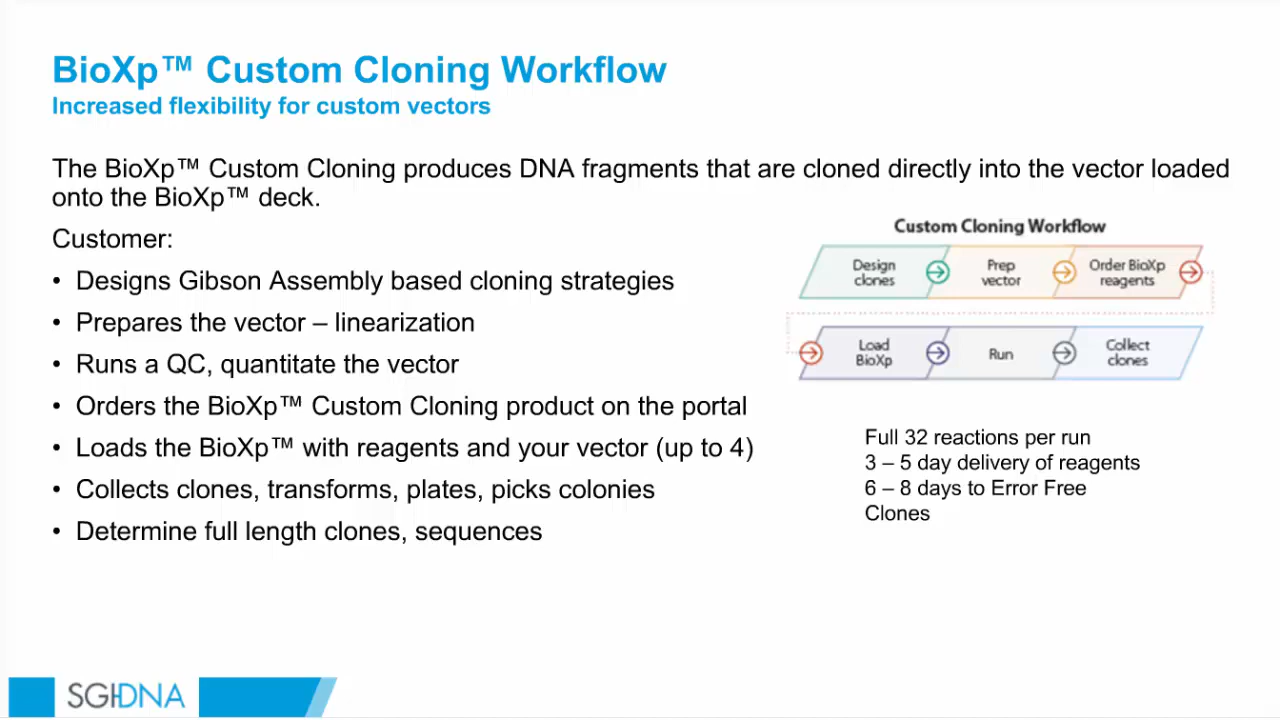 BioXp™ Custom Cloning Workflow
Increased flexibility for custom vectors
The BioXp™ Custom Cloning produces DNA fragments that are cloned directly into the vector loaded
onto the BioXp™ deck.
Customer:
• Designs Gibson Assembly based cloning strategies
• Prepares the vector – linearization
• Runs a QC, quantitate the vector
• Orders the BioXp™ Custom Cloning product on the portal
• Loads the BioXp™ with reagents and your vector (up to 4)
• Collects clones, transforms, plates, picks colonies
• Determine full length clones, sequences
Custom Cloning Workflow
Design
clones
Prep
vector
Order BioXp
reagents
Load
BioXp
Run
Collect
clones
Full 32 reactions per run
3 – 5 day delivery of reagents
6 – 8 days to Error Free
Clones
SGI-DNA